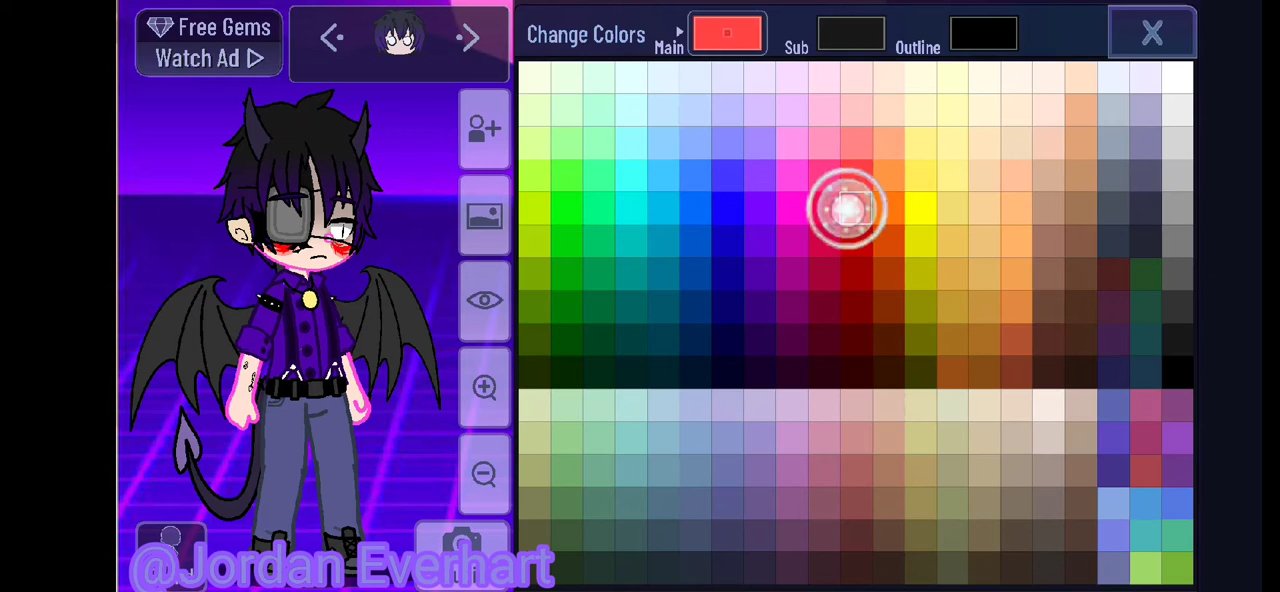 Free Gems
Watch Ad
Change Colors
Main
Sub
Outline
X
@Jordan Everhart